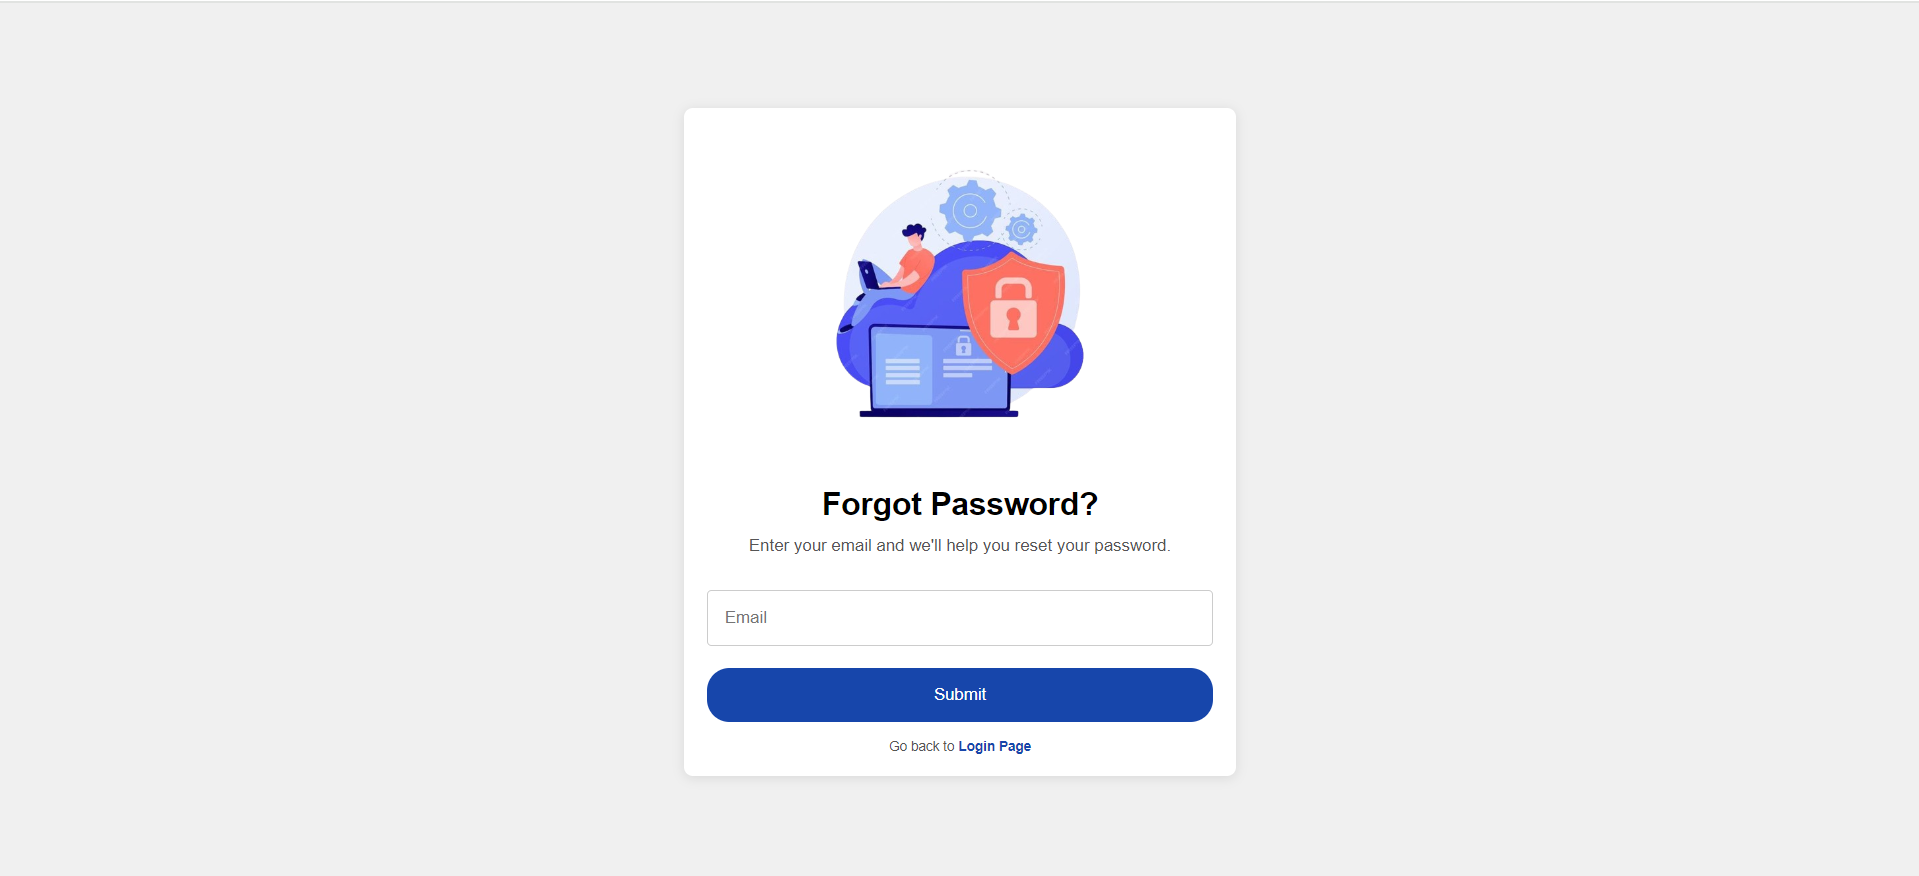 Forgot Password?
Enter your email and we'll help you reset your password.
Email
Submit
Go back to Login Page